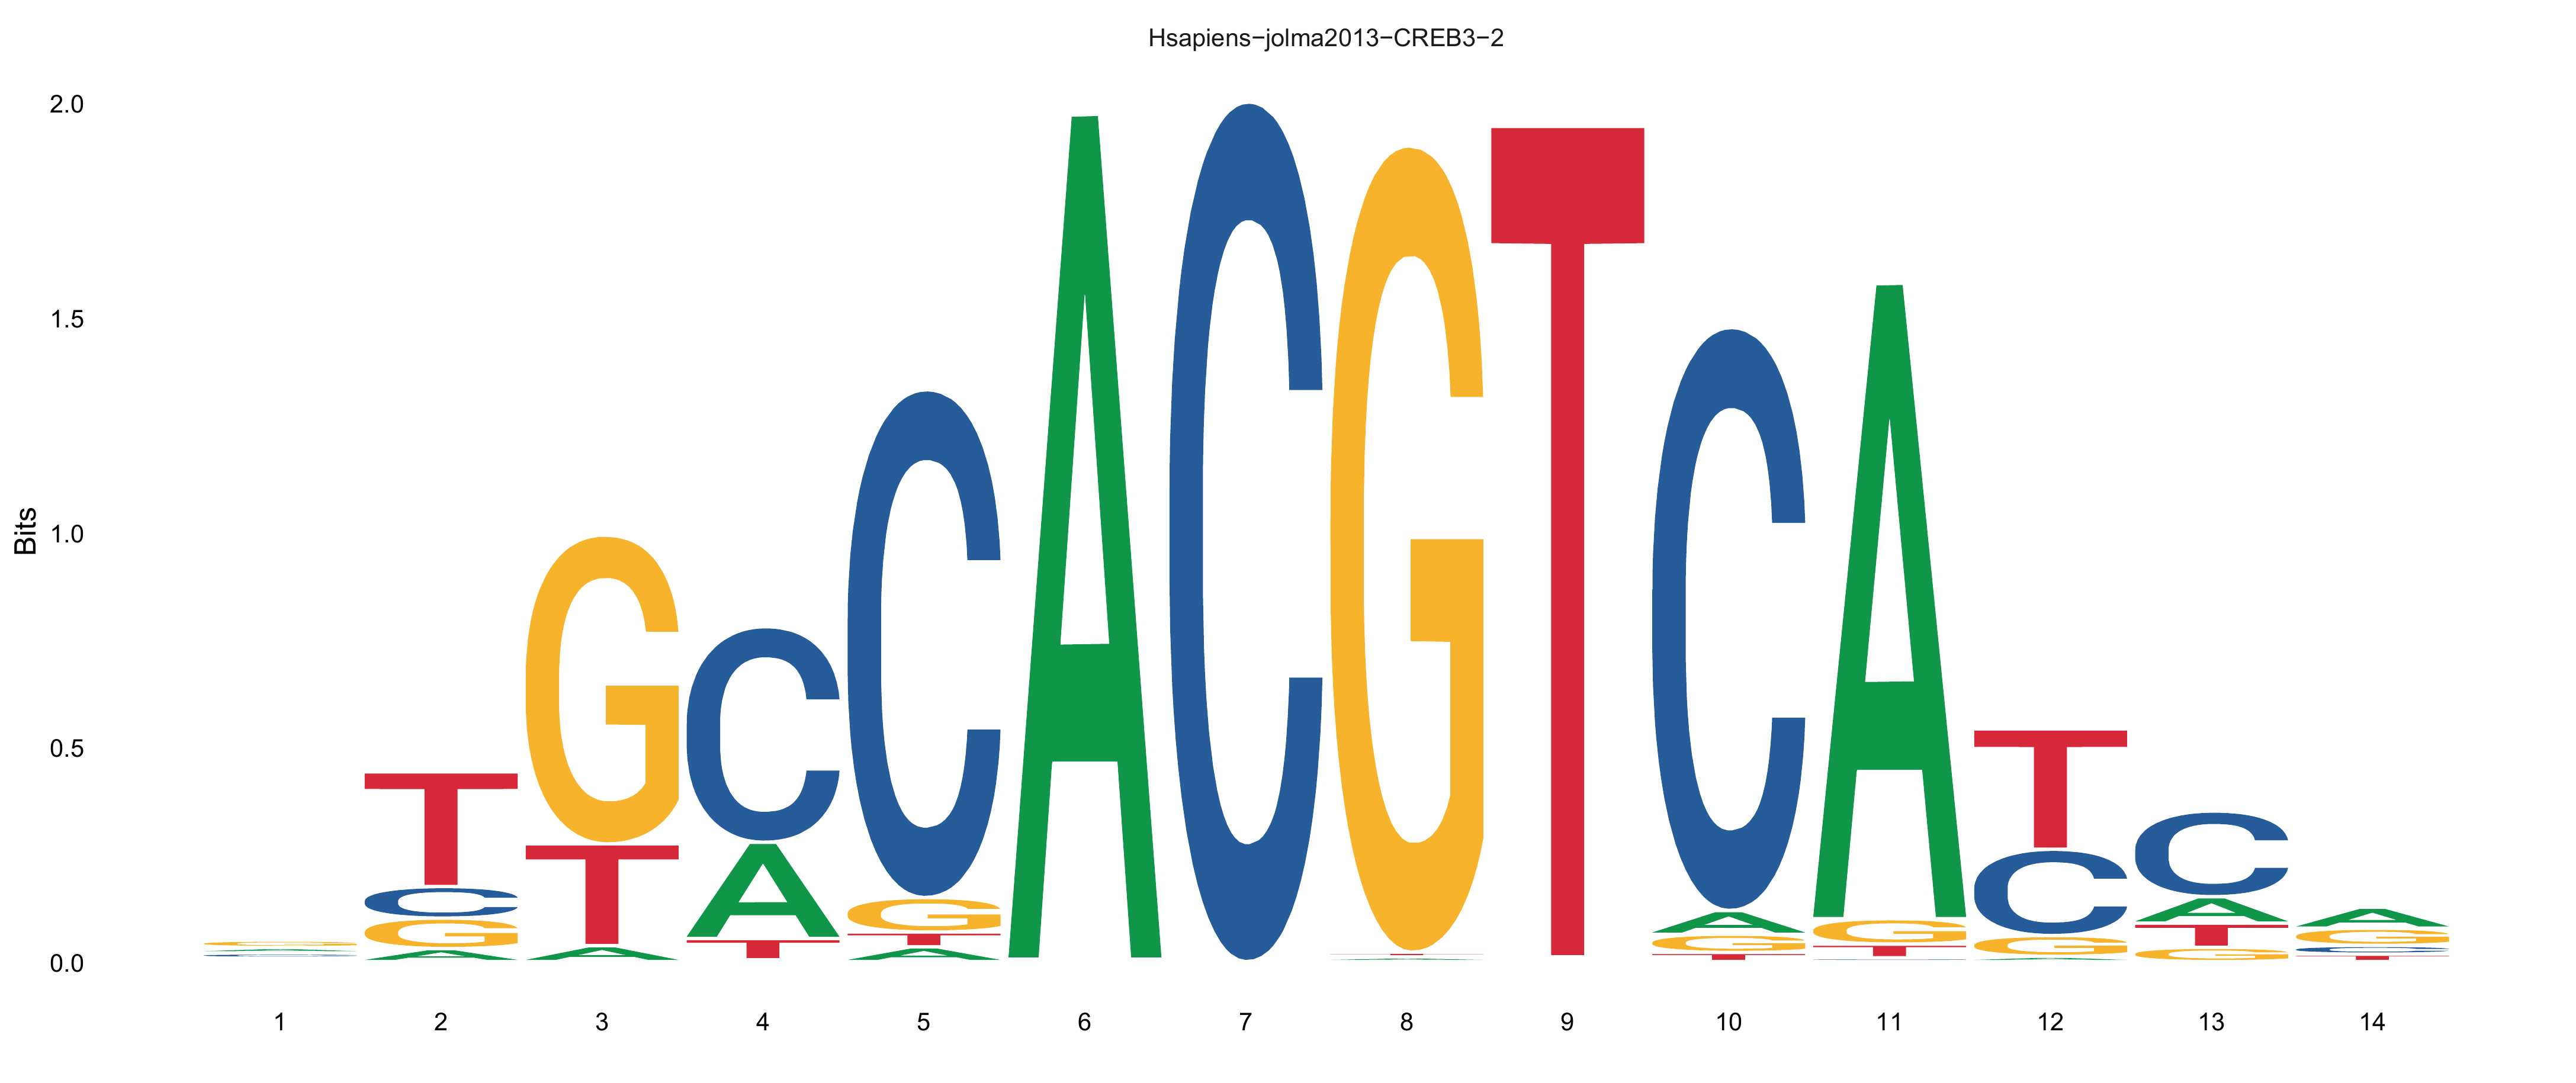 Hsapiens−jolma2013−CREB3−2
2.0
1.5
1.0
0.5
0.0
Bits
G C
T C G A
G T A
C A T
C G T A
A
C
G T
T
C A G T
A G T
T C G
C A T G
A G C T
1 2 3 4 5 6 7 8 9 10 11 12 13 14